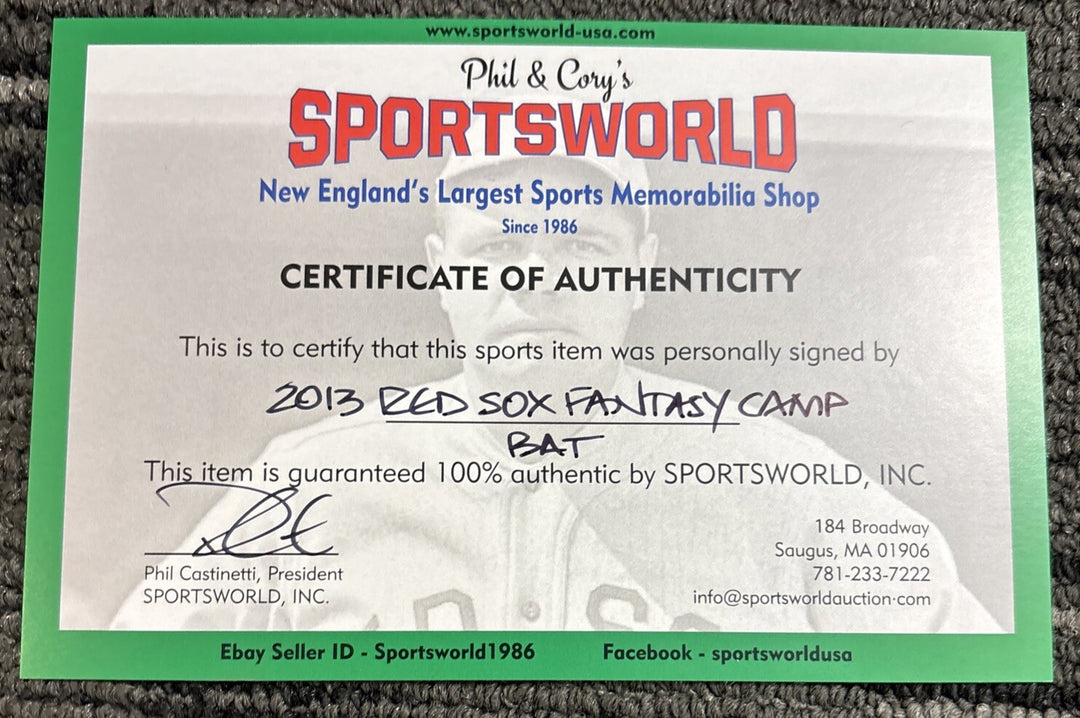 www.sportsworld-usa.com
Phil & Cory's
SPORTSWORLD
New England's Largest Sports Memorabilia Shop
Since 1986
CERTIFICATE OF AUTHENTICITY
This is to certify that this sports item was personally signed by
2013 RED SOX FANTASY CAMP
BAT
This item is guaranteed 100% authentic by SPORTSWORLD, INC.
184 Broadway
Saugus, MA 01906
781-233-7222
info@sportsworldauction·com
Phil Castinetti, President
SPORTSWORLD, INC.
Ebay Seller ID - Sportsworld1986 Facebook - sportsworldusa